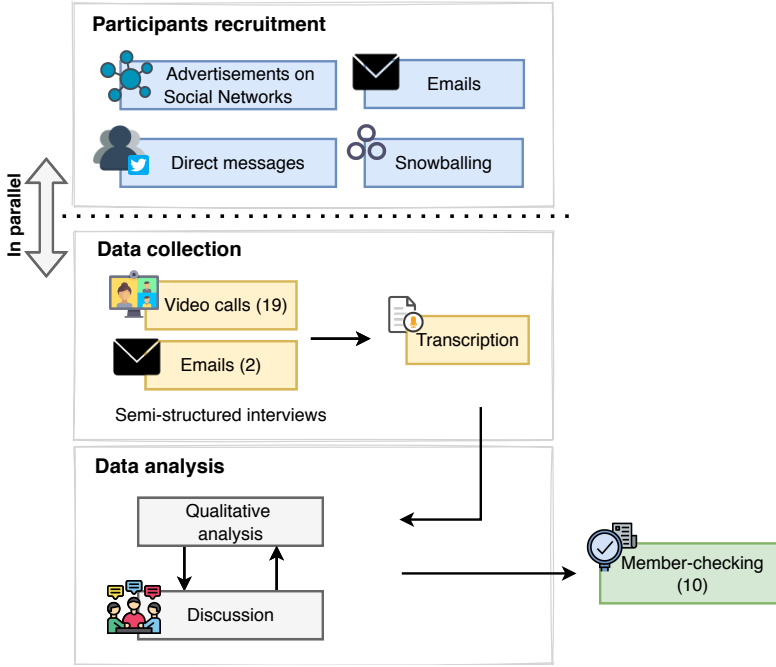 Participants recruitment
Advertisements on
Social Networks
Emails
Direct messages
Snowballing
In parallel
Data collection
Video calls (19)
Emails (2)
Transcription
Semi-structured interviews
Data analysis
Qualitative
analysis
Discussion
Member-checking
(10)